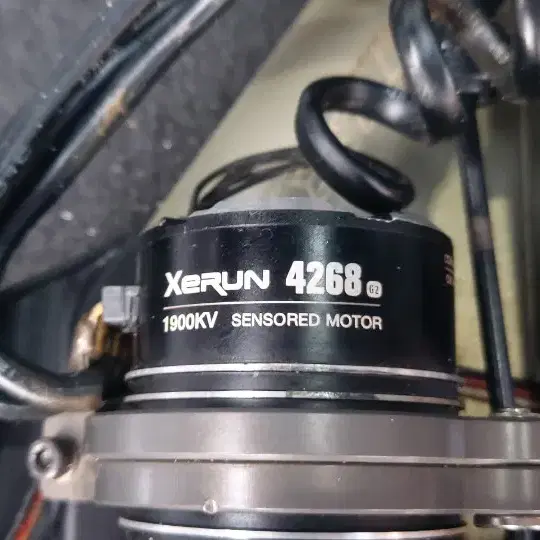 XERUN 4268 G2
1900KV SENSORED MOTOR